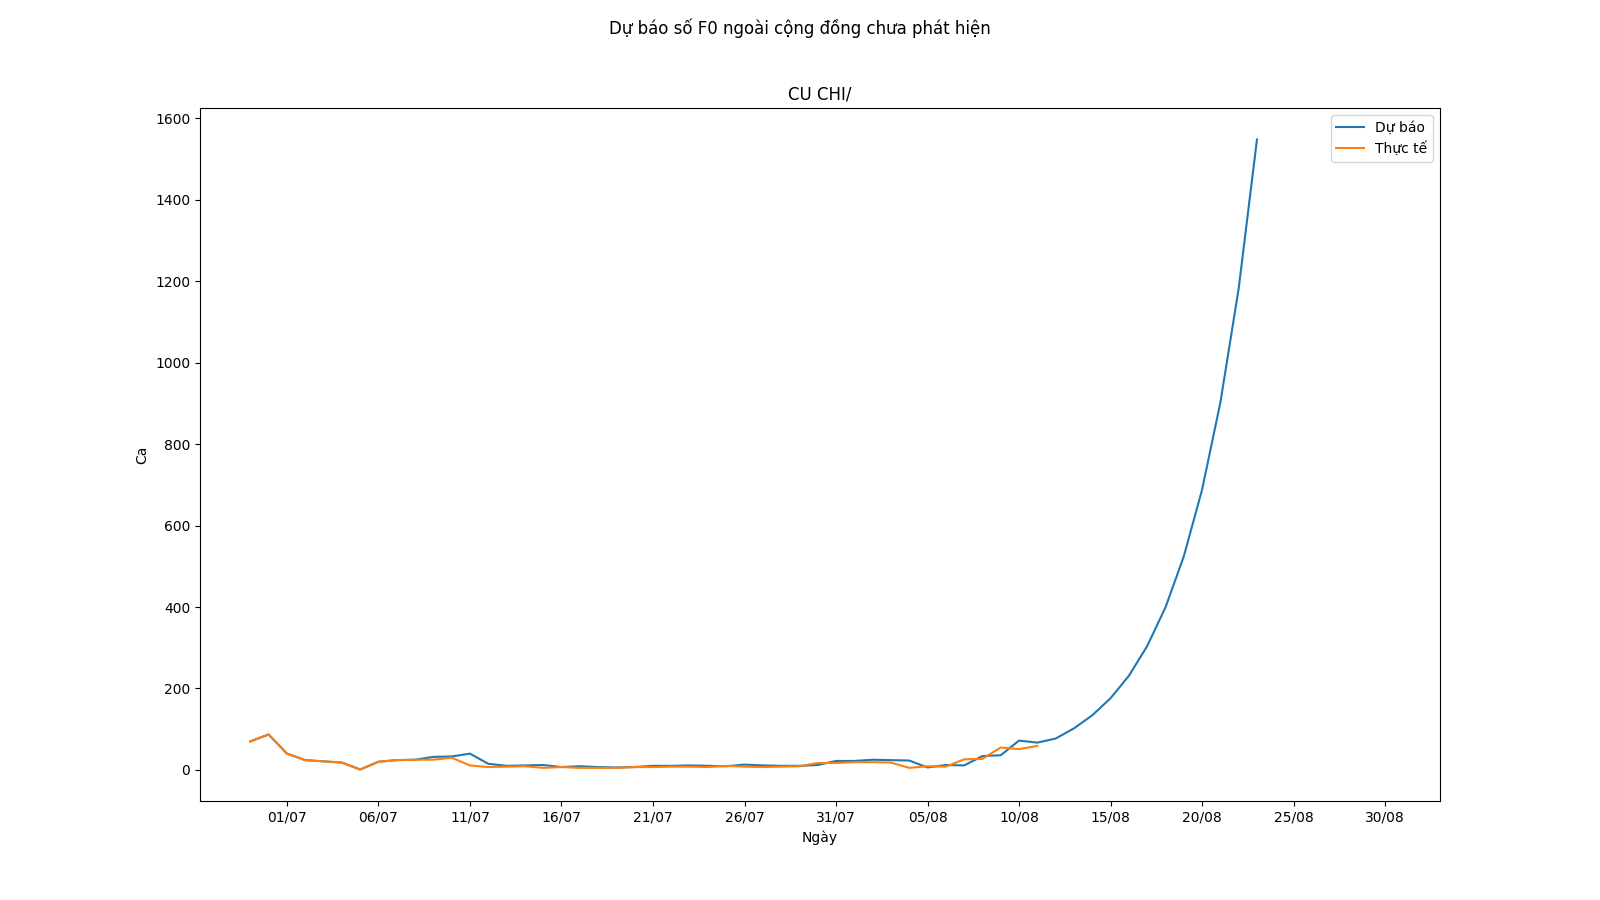 Dự báo số F0 ngoài cộng đồng chưa phát hiện
CU CHI/
1600
1400
1200
1000
800
600
400
200
0
Ca
Dự báo
Thực tế
01/07 06/07 11/07 16/07 21/07 26/07 31/07 05/08 10/08 15/08 20/08 25/08 30/08
Ngày